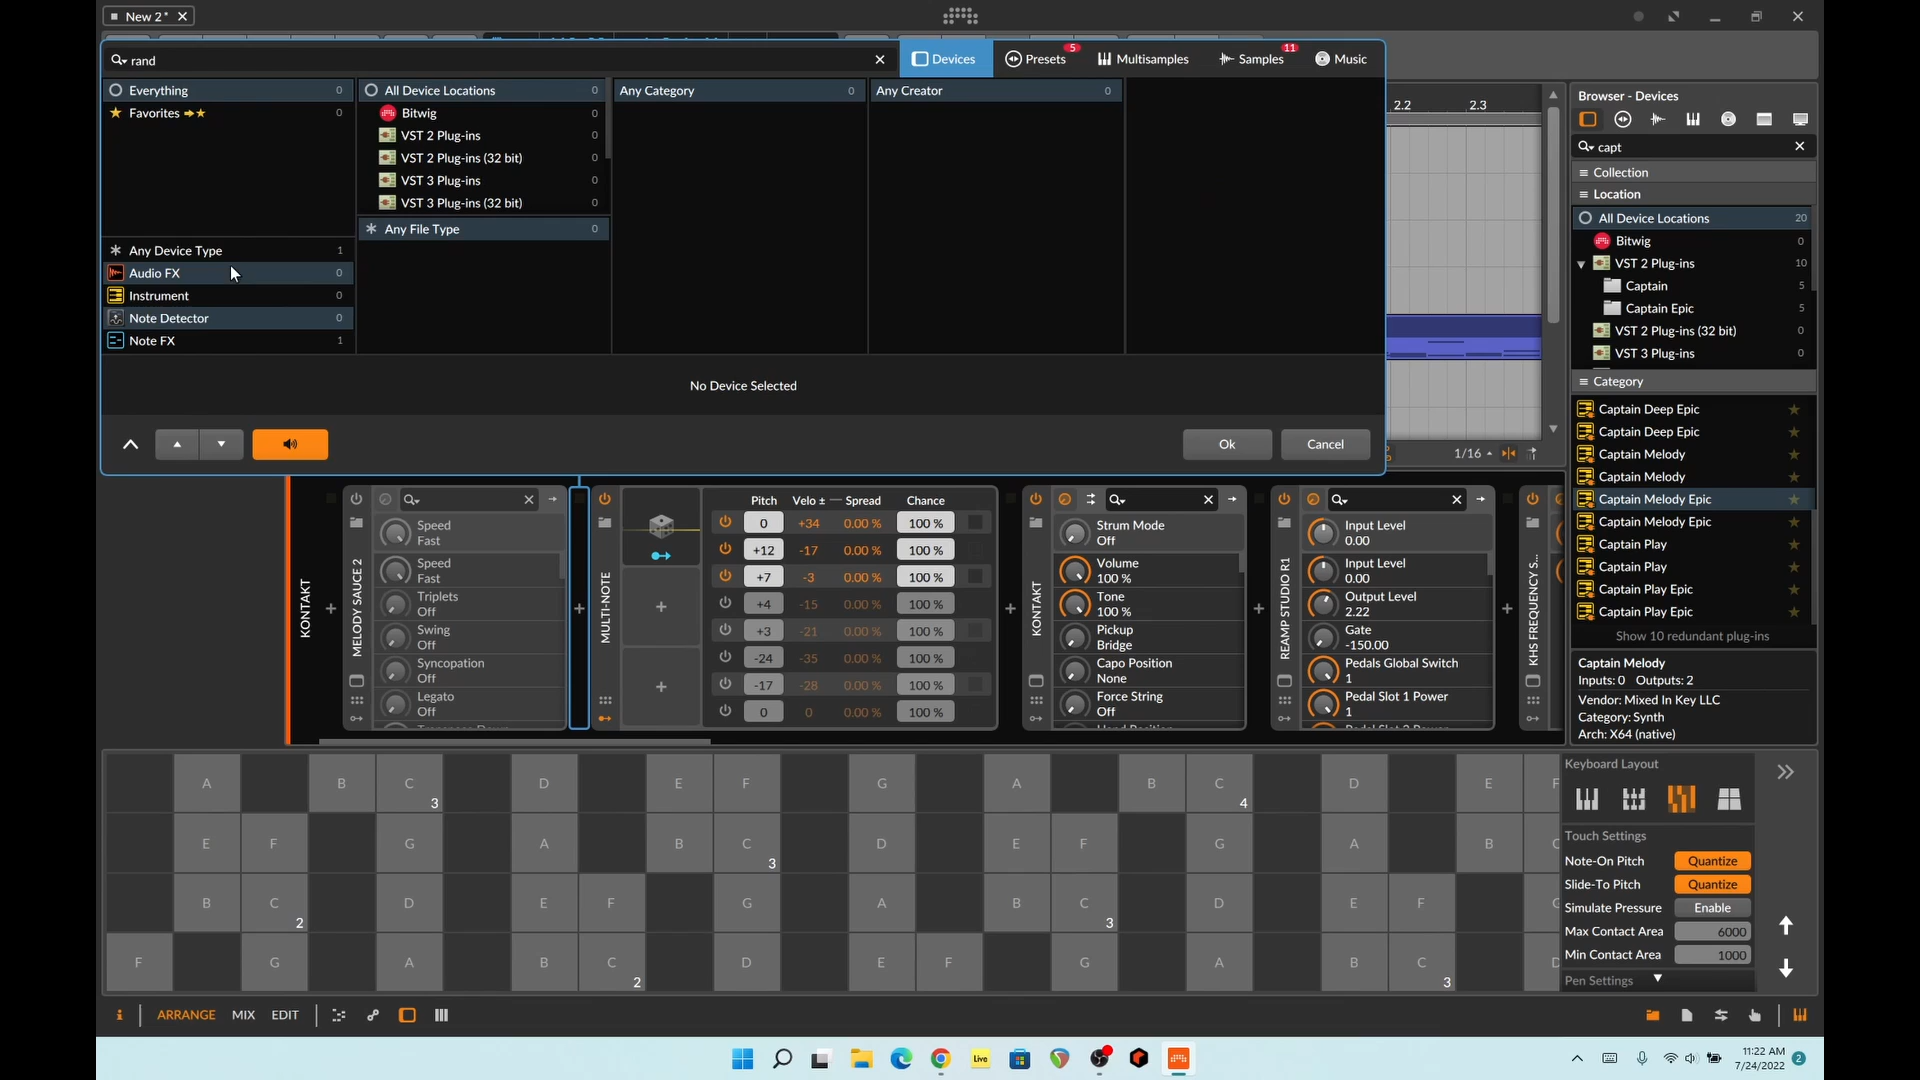 New 2*
rand
Devices
Presets
5
Multisamples
Samples
11
Music
Everything 0
Favorites 0
All Device Locations 0
Bitwig 0
VST 2 Plug-ins 0
VST 2 Plug-ins (32 bit) 0
VST 3 Plug-ins 0
VST 3 Plug-ins (32 bit) 0
Any File Type 0
Any Category 0
Any Creator 0
Any Device Type 1
Audio FX 0
Instrument 0
Note Detector 0
Note FX 1
No Device Selected
Ok
Cancel
2.2
2.3
1/16
Browser - Devices
capt
Collection
Location
All Device Locations 20
Bitwig 0
VST 2 Plug-ins 10
Captain 5
Captain Epic 5
VST 2 Plug-ins (32 bit) 0
VST 3 Plug-ins 0
Category
Captain Deep Epic
Captain Deep Epic
Captain Melody
Captain Melody
Captain Melody Epic
Captain Melody Epic
Captain Play
Captain Play
Captain Play Epic
Captain Play Epic
Show 10 redundant plug-ins
Captain Melody
Inputs: 0 Outputs: 2
Vendor: Mixed In Key LLC
Category: Synth
Arch: X64 (native)
KONTAKT
MELODY SAUCE 2
Speed
Fast
Speed
Fast
Triplets
Off
Swing
Off
Syncopation
Off
Legato
Off
MULTI-NOTE
Pitch Velo ± Spread Chance
0 +34 0.00 % 100 %
+12 -17 0.00 % 100 %
+7 -3 0.00 % 100 %
+4 -15 0.00 % 100 %
+3 -21 0.00 % 100 %
-24 -35 0.00 % 100 %
-17 -28 0.00 % 100 %
0 0 0.00 % 100 %
KONTAKT
Strum Mode
Off
Volume
100 %
Tone
100 %
Pickup
Bridge
Capo Position
None
Force String
Off
REAMP STUDIO R1
Input Level
0.00
Input Level
0.00
Output Level
2.22
Gate
-150.00
Pedals Global Switch
1
Pedal Slot 1 Power
1
KHS FREQUENCY S...
A B C 3 D E F G A B C 4 D E F
E F G A B C 3 D E F G A B C
B C 2 D E F G A B C 3 D E F G
F G A B C 2 D E F G A B C 3 D
Keyboard Layout
Touch Settings
Note-On Pitch Quantize
Slide-To Pitch Quantize
Simulate Pressure Enable
Max Contact Area 6000
Min Contact Area 1000
Pen Settings
i
ARRANGE
MIX
EDIT
Live
11:22 AM
7/24/2022
2